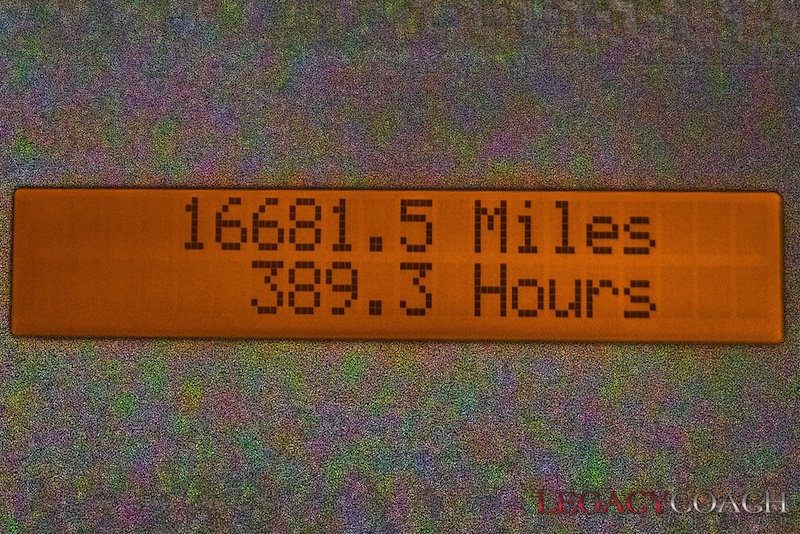 16681.5 Miles
389.3 Hours
LEGACYCOACH